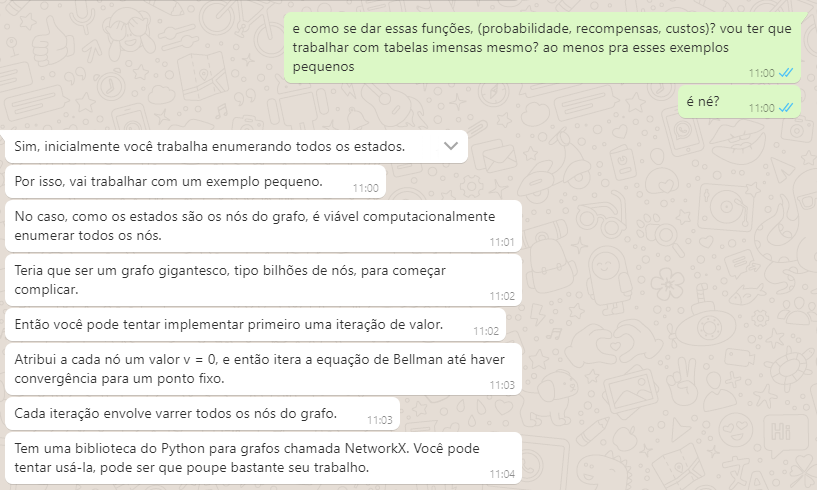 e como se dar essas funções, (probabilidade, recompensas, custos)? vou ter que
trabalhar com tabelas imensas mesmo? ao menos pra esses exemplos
pequenos
11:00
é né?
11:00
Sim, inicialmente você trabalha enumerando todos os estados.
Por isso, vai trabalhar com um exemplo pequeno.
11:00
No caso, como os estados são os nós do grafo, é viável computacionalmente
enumerar todos os nós.
11:01
Teria que ser um grafo gigantesco, tipo bilhões de nós, para começar
complicar.
11:02
Então você pode tentar implementar primeiro uma iteração de valor.
11:02
Atribui a cada nó um valor v = 0, e então itera a equação de Bellman até haver
convergência para um ponto fixo.
11:03
Cada iteração envolve varrer todos os nós do grafo.
11:03
Tem uma biblioteca do Python para grafos chamada NetworkX. Você pode
tentar usá-la, pode ser que poupe bastante seu trabalho.
11:04
Hi